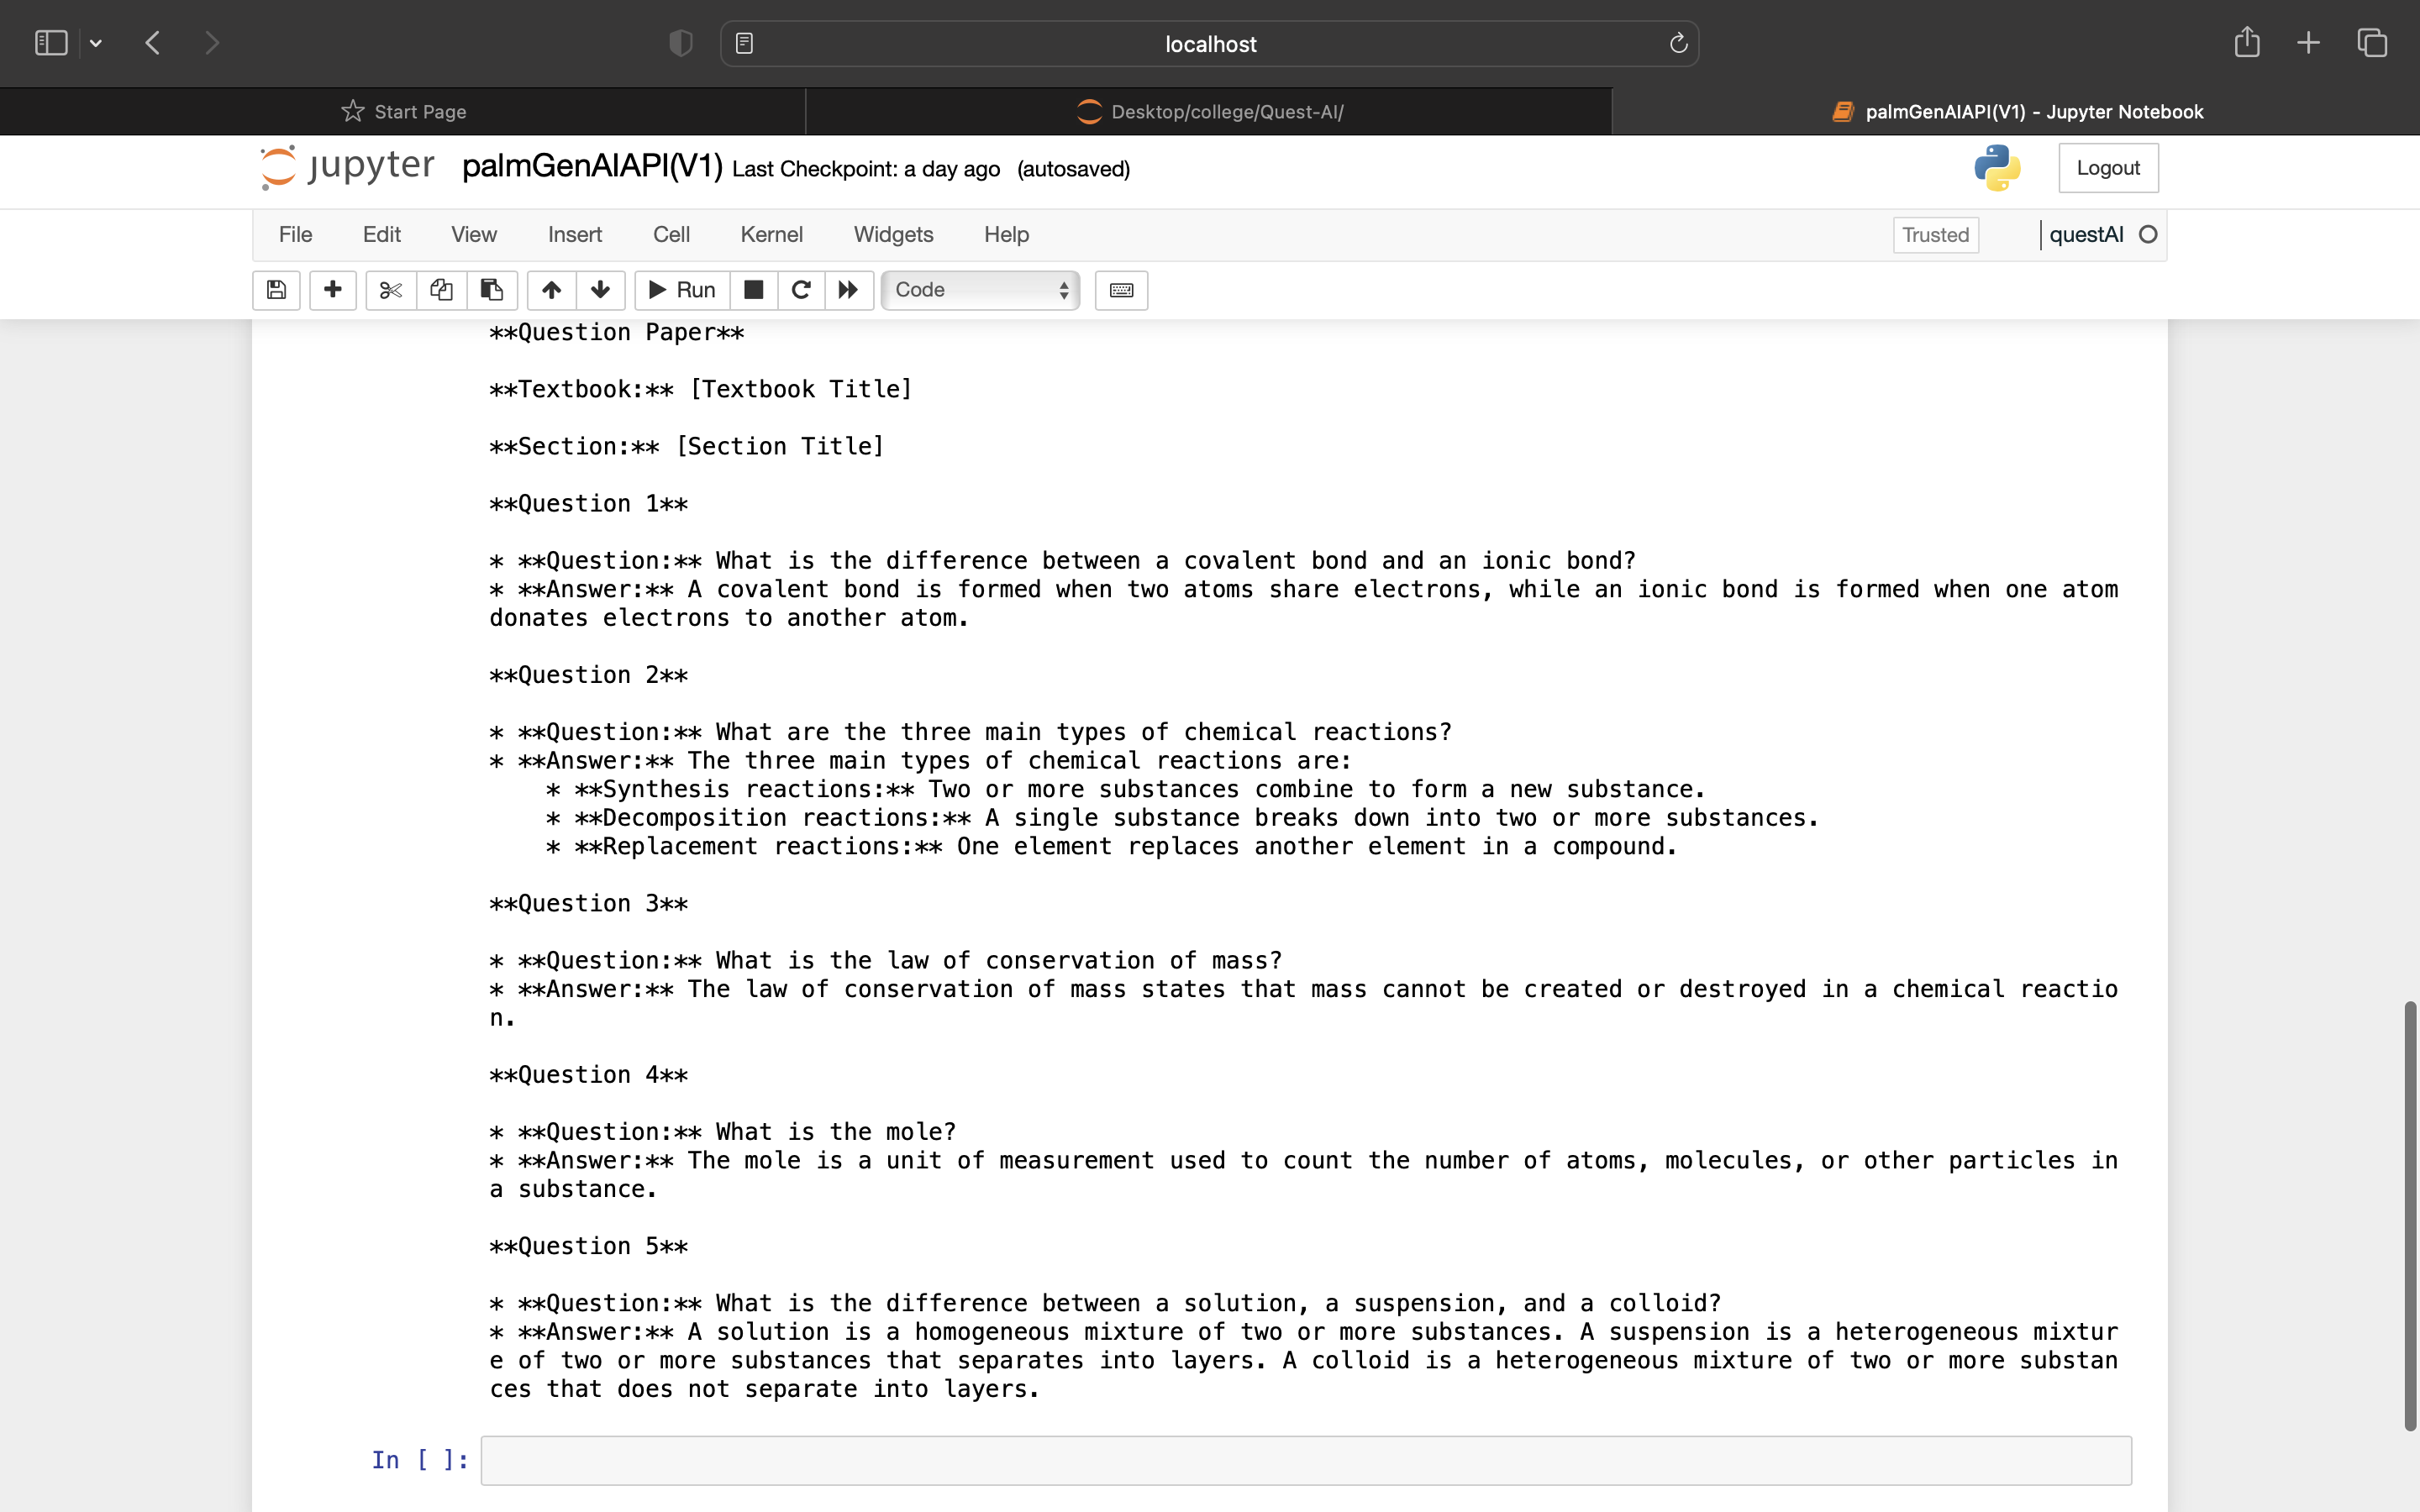 localhost
Start Page
Desktop/college/Quest-AI/
palmGenAIAPI(V1) - Jupyter Notebook
jupyter palmGenAIAPI(V1) Last Checkpoint: a day ago (autosaved)
Logout
File Edit View Insert Cell Kernel Widgets Help
Trusted
questAI
Run
Code
**Question Paper**
**Textbook:** [Textbook Title]
**Section:** [Section Title]
**Question 1**
* **Question:** What is the difference between a covalent bond and an ionic bond?
* **Answer:** A covalent bond is formed when two atoms share electrons, while an ionic bond is formed when one atom
donates electrons to another atom.
**Question 2**
* **Question:** What are the three main types of chemical reactions?
* **Answer:** The three main types of chemical reactions are:
* **Synthesis reactions:** Two or more substances combine to form a new substance.
* **Decomposition reactions:** A single substance breaks down into two or more substances.
* **Replacement reactions:** One element replaces another element in a compound.
**Question 3**
* **Question:** What is the law of conservation of mass?
* **Answer:** The law of conservation of mass states that mass cannot be created or destroyed in a chemical reactio
n.
**Question 4**
* **Question:** What is the mole?
* **Answer:** The mole is a unit of measurement used to count the number of atoms, molecules, or other particles in
a substance.
**Question 5**
* **Question:** What is the difference between a solution, a suspension, and a colloid?
* **Answer:** A solution is a homogeneous mixture of two or more substances. A suspension is a heterogeneous mixtur
e of two or more substances that separates into layers. A colloid is a heterogeneous mixture of two or more substan
ces that does not separate into layers.
In [ ]: